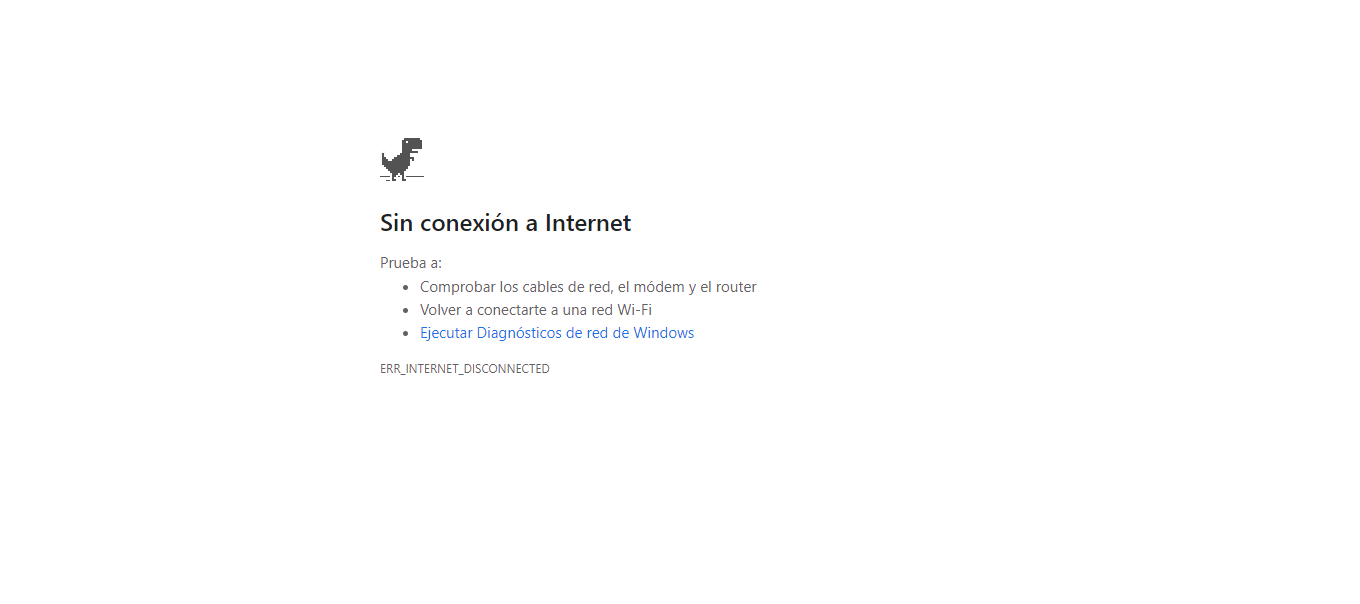 Sin conexión a Internet
Prueba a:
• Comprobar los cables de red, el módem y el router
• Volver a conectarte a una red Wi-Fi
• Ejecutar Diagnósticos de red de Windows
ERR_INTERNET_DISCONNECTED